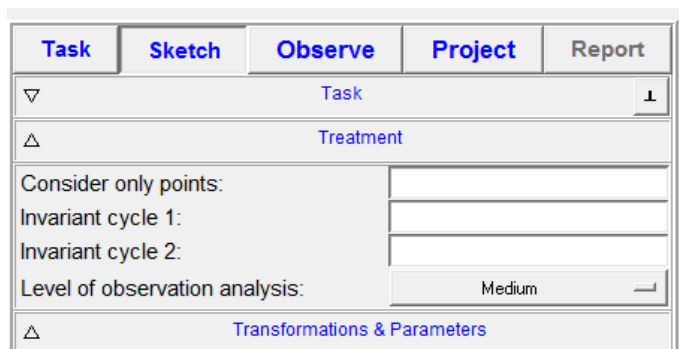 Task Sketch Observe Project Report
Task
Treatment
Consider only points:
Invariant cycle 1:
Invariant cycle 2:
Level of observation analysis: Medium
Transformations & Parameters